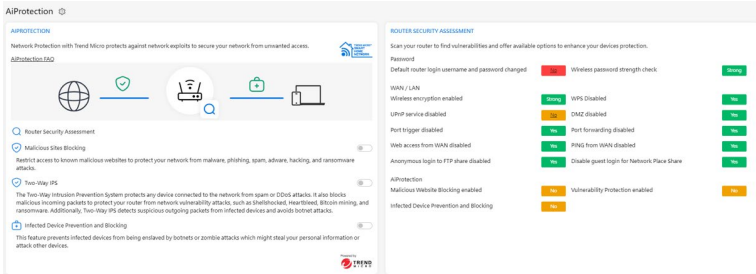 AiProtection
AIPROTECTION
Network Protection with Trend Micro protects against network exploits to secure your network from unwanted access.
AiProtection FAQ
TREND MICRO
SMART
HOME
NETWORK
Router Security Assessment
Malicious Sites Blocking
Restrict access to known malicious websites to protect your network from malware, phishing, spam, adware, hacking, and ransomware
attacks.
Two-Way IPS
The Two-Way Intrusion Prevention System protects any device connected to the network from spam or DDoS attacks. It also blocks
malicious incoming packets to protect your router from network vulnerability attacks, such as Shellshocked, Heartbleed, Bitcoin mining, and
ransomware. Additionally, Two-Way IPS detects suspicious outgoing packets from infected devices and avoids botnet attacks.
Infected Device Prevention and Blocking
This feature prevents infected devices from being enslaved by botnets or zombie attacks which might steal your personal information or
attack other devices.
Powered by
TREND
MICRO
ROUTER SECURITY ASSESSMENT
Scan your router to find vulnerabilities and offer available options to enhance your devices protection.
Password
Default router login username and password changed No Wireless password strength check Strong
WAN / LAN
Wireless encryption enabled Strong WPS Disabled Yes
UPnP service disabled No DMZ disabled Yes
Port trigger disabled Yes Port forwarding disabled Yes
Web access from WAN disabled Yes PING from WAN disabled Yes
Anonymous login to FTP share disabled Yes Disable guest login for Network Place Share Yes
AiProtection
Malicious Website Blocking enabled No Vulnerability Protection enabled No
Infected Device Prevention and Blocking No